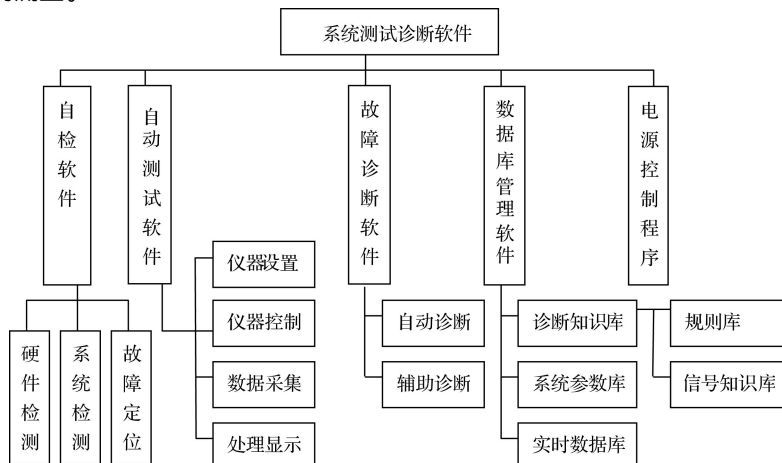 系统测试诊断软件
自检软件
自动测试软件
故障诊断软件
数据库管理软件
电源控制程序
硬件检测
系统检测
故障定位
仪器设置
仪器控制
数据采集
处理显示
自动诊断
辅助诊断
诊断知识库
系统参数库
实时数据库
规则库
信号知识库